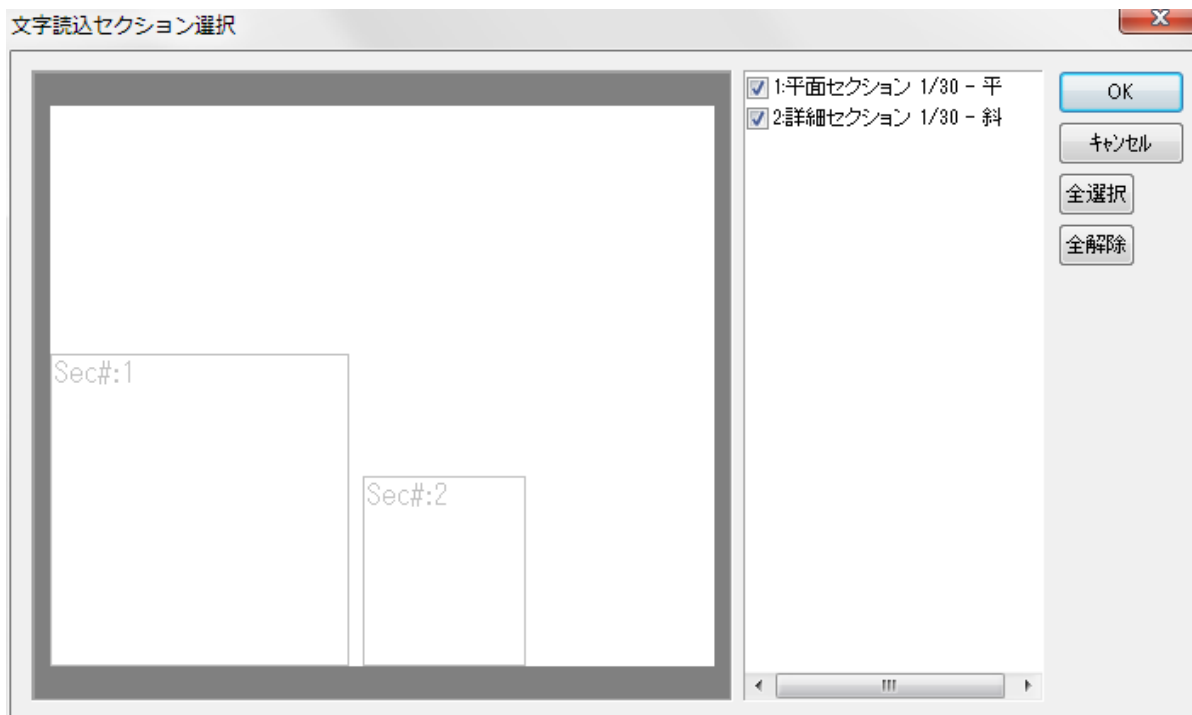 文字読込セクション選択
1:平面セクション 1/30 - 平
2:詳細セクション 1/30 - 斜
OK
キャンセル
全選択
全解除
Sec#:1
Sec#:2